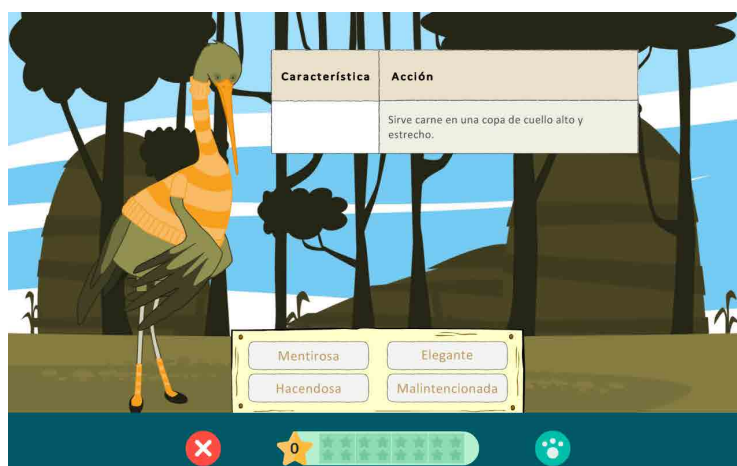 Característica
Acción
Sirve carne en una copa de cuello alto y
estrecho.
Mentirosa
Elegante
Hacendosa
Malintencionada
0